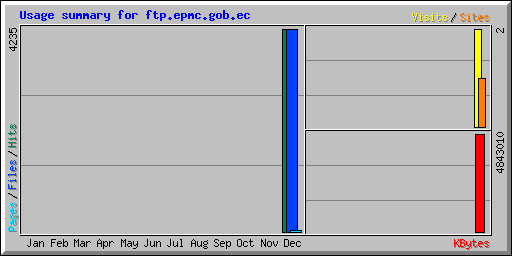 Usage summary for ftp.epmc.gob.ec
Visits / Sites
4235
2
Pages / Files / Hits
4843010
Jan Feb Mar Apr May Jun Jul Aug Sep Oct Nov Dec
KBytes